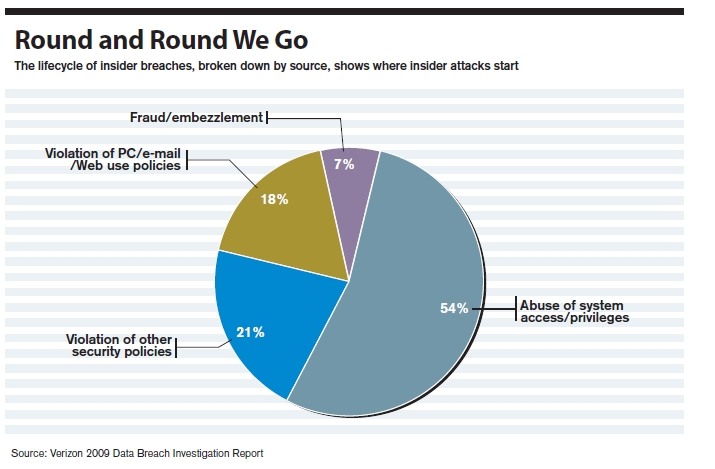 Round and Round We Go
The lifecycle of insider breaches, broken down by source, shows where insider attacks start
Fraud/embezzlement
7%
Violation of PC/e-mail
/Web use policies
18%
54%
Abuse of system
access/privileges
21%
Violation of other
security policies
Source: Verizon 2009 Data Breach Investigation Report